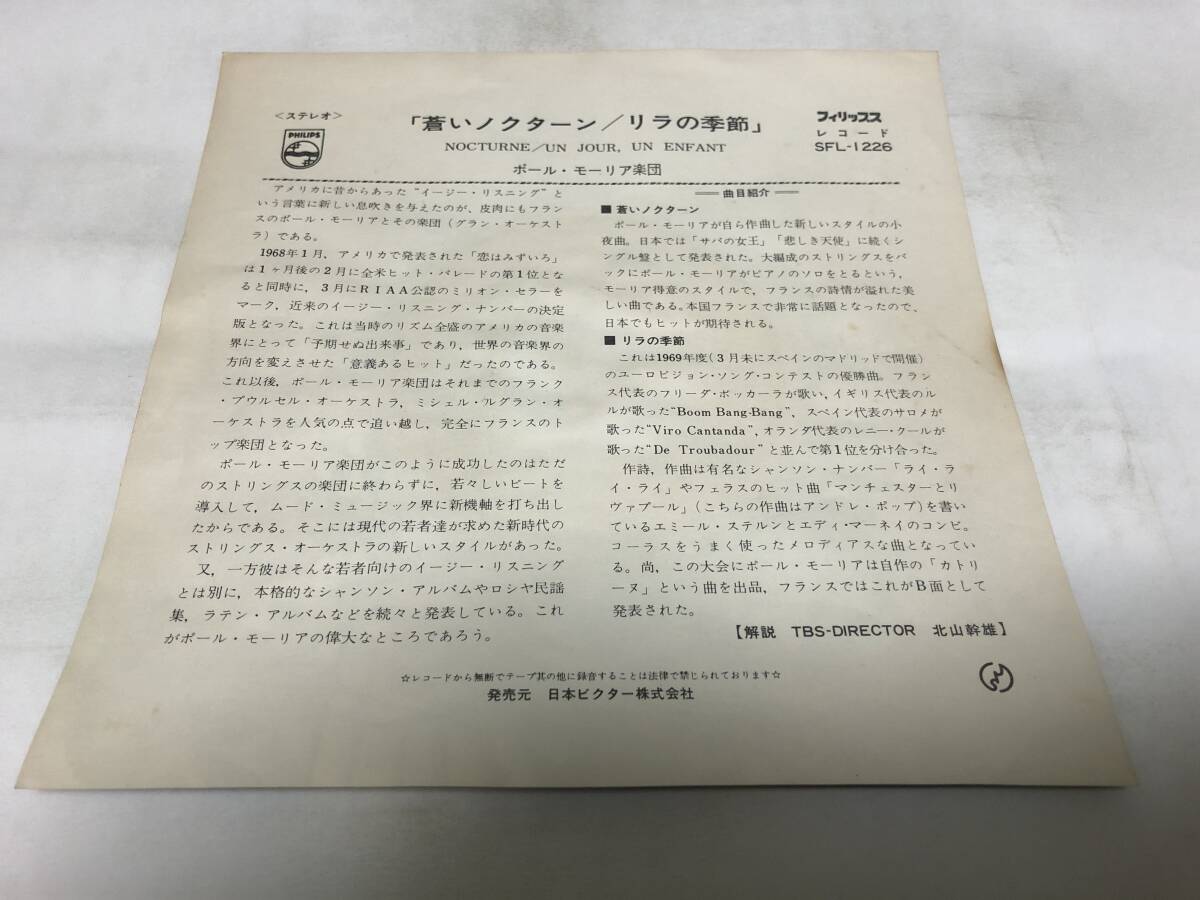 <ステレオ>
PHILIPS
「蒼いノクターン/リラの季節」
NOCTURNE/UN JOUR, UN ENFANT
ポール・モーリア楽団
フィリップス
レコード
SFL-1226
アメリカに昔からあった“イージー・リスニング”と
いう言葉に新しい息吹きを与えたのが、皮肉にもフラン
スのポール・モーリアとその楽団(グラン・オーケスト
ラ)である。
1968年1月,アメリカで発表された「恋はみずいろ」
は1ヶ月後の2月に全米ヒット・パレードの第1位とな
ると同時に,3月にRIAA公認のミリオン・セラーを
マーク,近来のイージー・リスニング・ナンバーの決定
版となった。これは当時のリズム全盛のアメリカの音楽
界にとって「予期せぬ出来事」であり,世界の音楽界の
方向を変えさせた「意義あるヒット」だったのである。
これ以後,ポール・モーリア楽団はそれまでのフランク
・プウルセル・オーケストラ,ミシェル・ルグラン・オ
ーケストラを人気の点で追い越し,完全にフランスのト
ップ楽団となった。
ポール・モーリア楽団がこのように成功したのはただ
のストリングスの楽団に終わらずに,若々しいビートを
導入して,ムード・ミュージック界に新機軸を打ち出し
たからである。そこには現代の若者達が求めた新時代の
ストリングス・オーケストラの新しいスタイルがあった。
又,一方彼はそんな若者向けのイージー・リスニング
とは別に,本格的なシャンソン・アルバムやロシヤ民謡
集,ラテン・アルバムなどを続々と発表している。これ
がポール・モーリアの偉大なところであろう。
曲目紹介
■ 蒼いノクターン
ポール・モーリアが自ら作曲した新しいスタイルの小
夜曲。日本では「サバの女王」「悲しき天使」に続くシ
ングル盤として発表された。大編成のストリングスをバ
ックにポール・モーリアがピアノのソロをとるという,
モーリア得意のスタイルで,フランスの詩情が溢れた美
しい曲である。本国フランスで非常に話題となったので,
日本でもヒットが期待される。
■ リラの季節
これは1969年度(3月末にスペインのマドリッドで開催)
のユーロビジョン・ソング・コンテストの優勝曲。フラン
ス代表のフリーダ・ボッカーラが歌い,イギリス代表のル
ルが歌った“Boom Bang-Bang”,スペイン代表のサロメが
歌った“Viro Cantanda”,オランダ代表のレニー・クールが
歌った“De Troubadour”と並んで第1位を分け合った。
作詩,作曲は有名なシャンソン・ナンバー「ライ・ラ
イ・ライ」やフェラスのヒット曲「マンチェスターとリ
ヴァプール」(こちらの作曲はアンドレ・ポップ)を書い
ているエミール・ステルンとエディ・マーネイのコンビ。
コーラスをうまく使ったメロディアスな曲となってい
る。尚,この大会にポール・モーリアは自作の「カトリ
ーヌ」という曲を出品,フランスではこれがB面として
発表された。
【解説 TBS-DIRECTOR 北山幹雄】
☆レコードから無断でテープ其の他に録音することは法律で禁じられております☆
発売元 日本ビクター株式会社